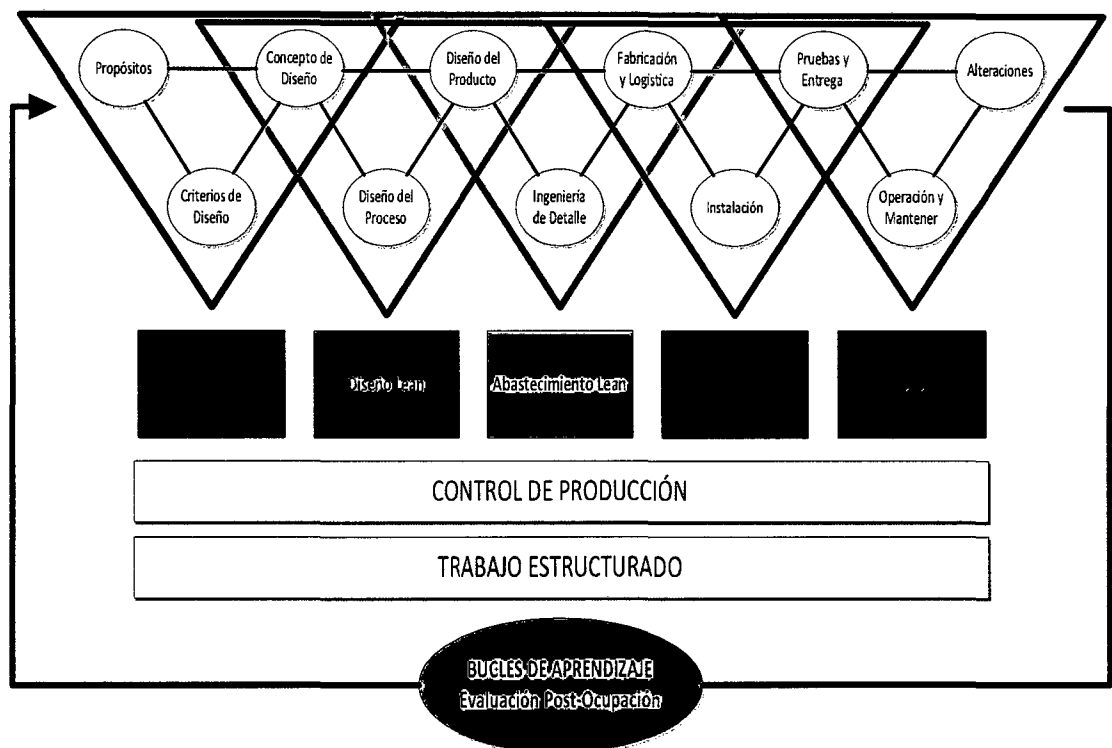 Propósitos
Concepto de
Diseño
Diseño del
Producto
Fabricación
y Logistica
Pruebas y
Entrega
Alteraciones
Criterios de
Diseño
Diseño del
Proceso
Ingeniería
de Detalle
Instalación
Operación y
Mantener
Diseño Lean
Abastecimiento Lean
CONTROL DE PRODUCCIÓN
TRABAJO ESTRUCTURADO
BUCLES DE APRENDIZAJE
Evaluación Post-Ocupación